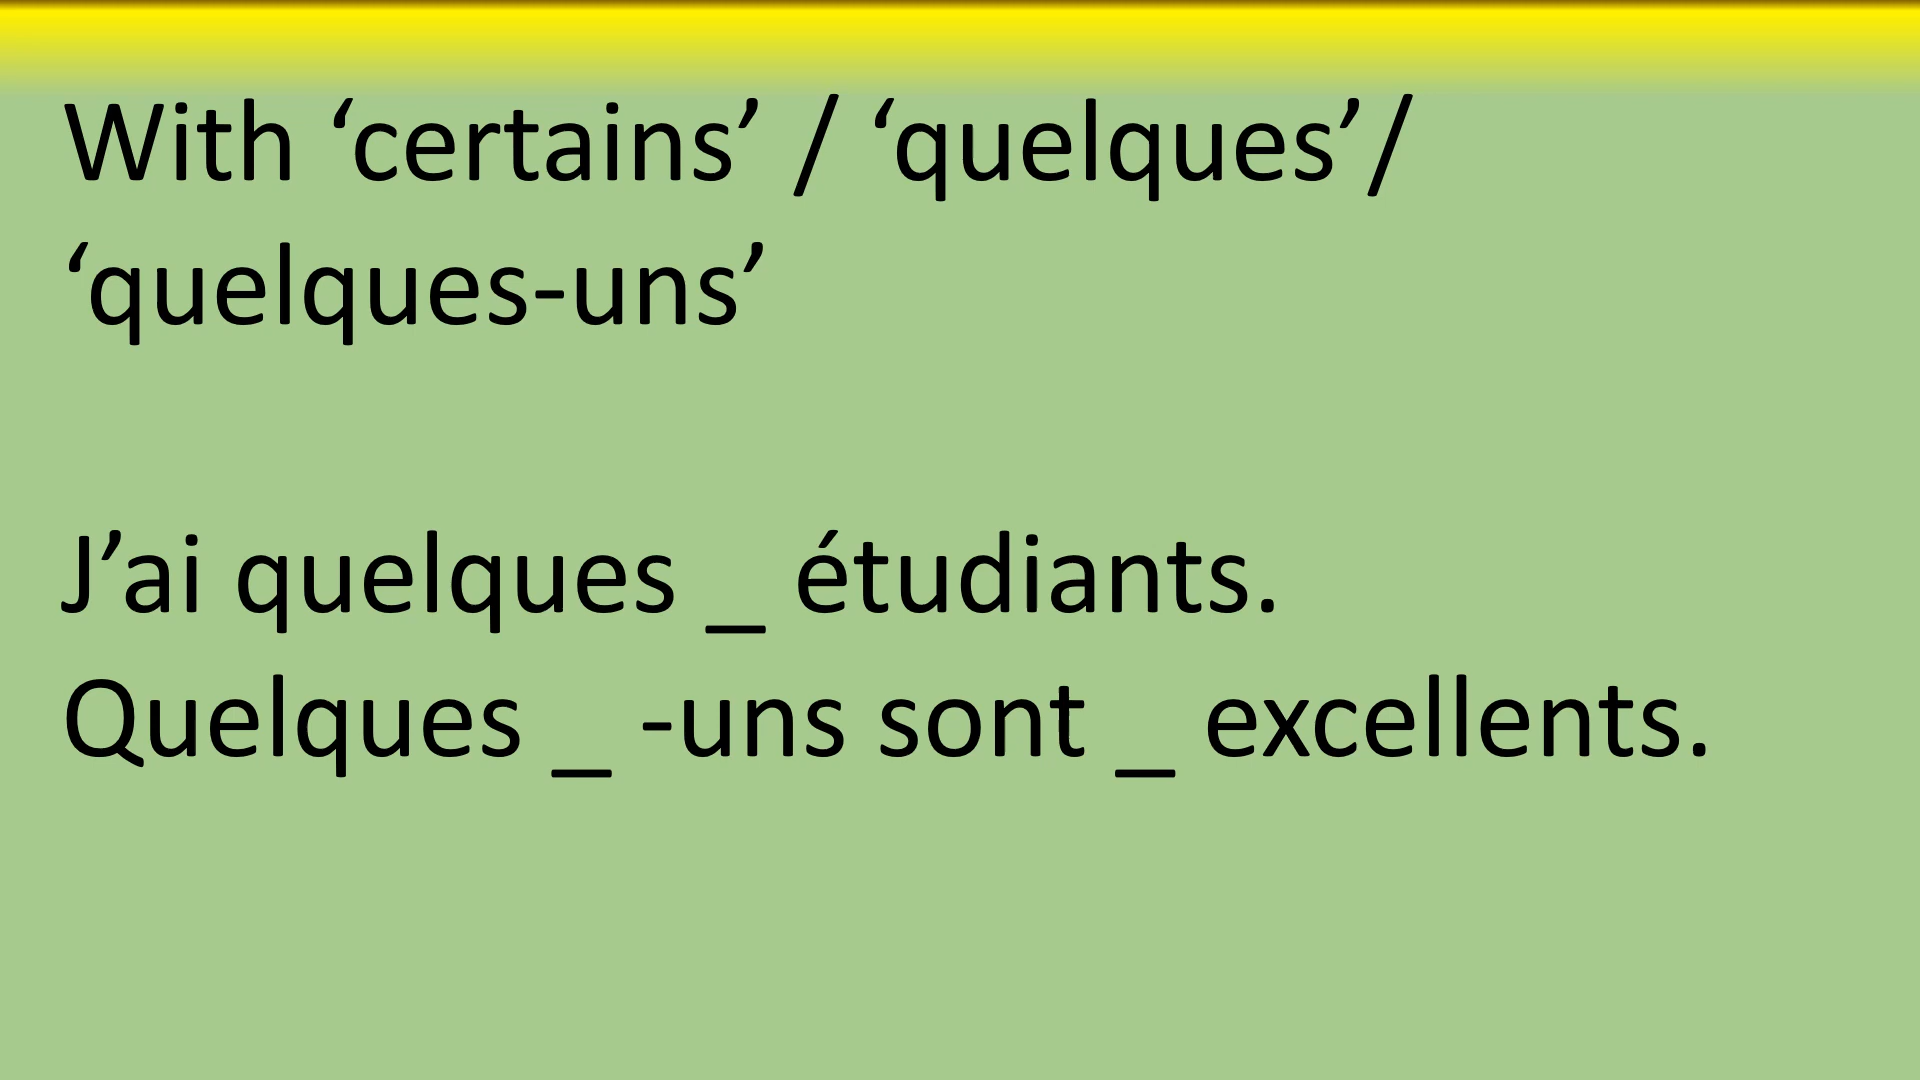 With ‘certains’ / ‘quelques’/
‘quelques-uns’
J’ai quelques _ étudiants.
Quelques _ -uns sont _ excellents.